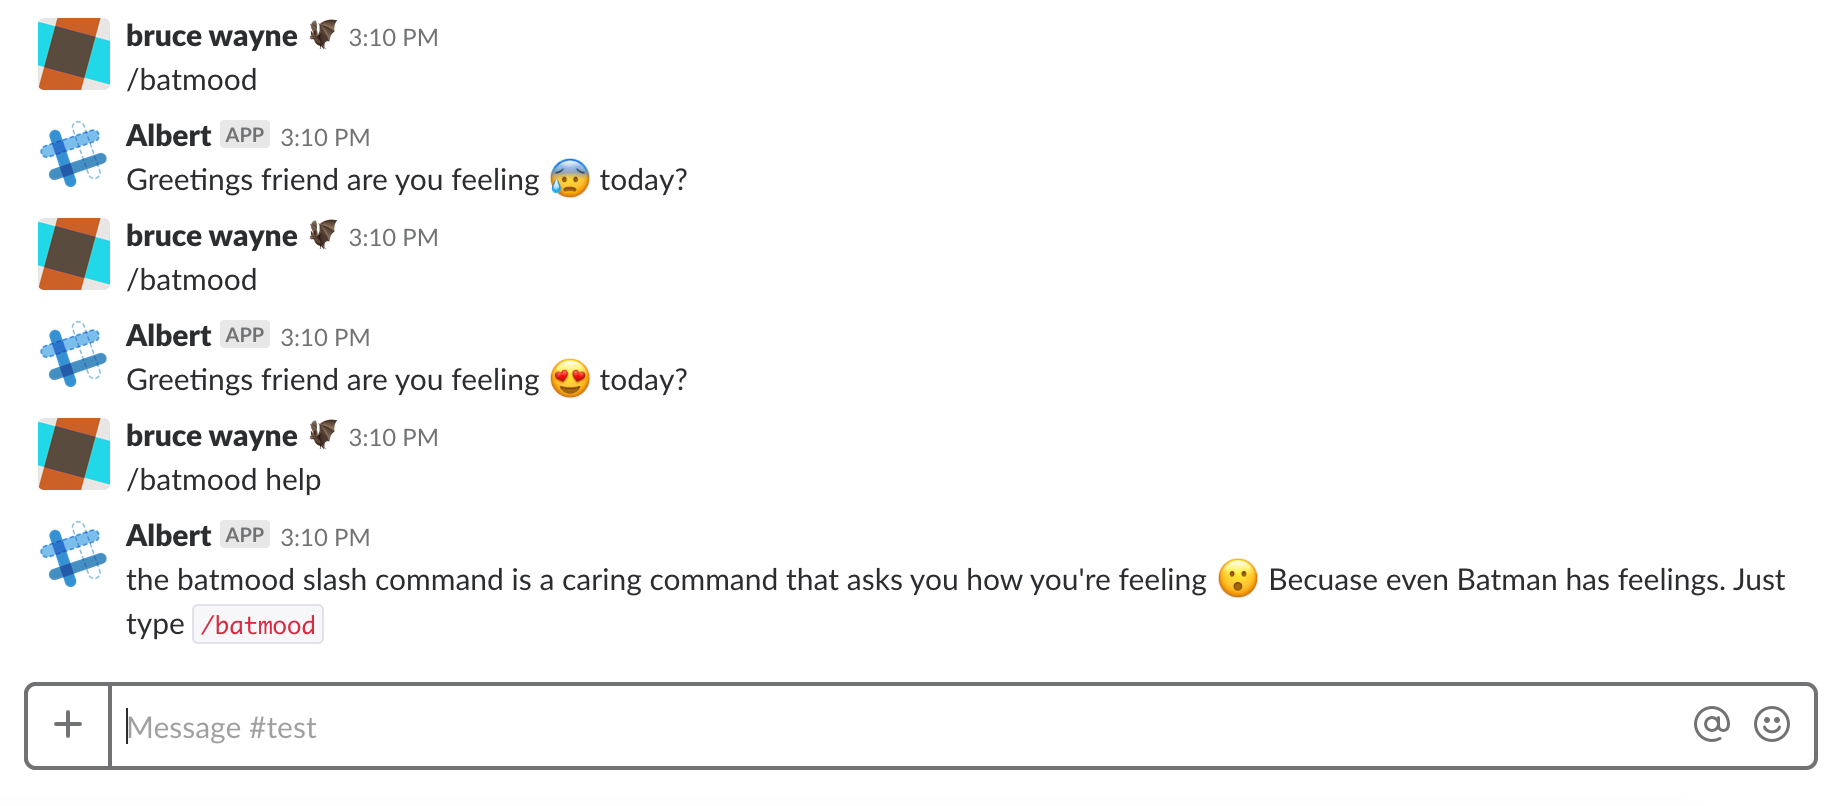 bruce wayne 🦇 3:10 PM
/batmood
Albert APP 3:10 PM
Greetings friend are you feeling 😰 today?
bruce wayne 🦇 3:10 PM
/batmood
Albert APP 3:10 PM
Greetings friend are you feeling 😍 today?
bruce wayne 🦇 3:10 PM
/batmood help
Albert APP 3:10 PM
the batmood slash command is a caring command that asks you how you're feeling 😮 Becuase even Batman has feelings. Just
type /batmood
Message #test